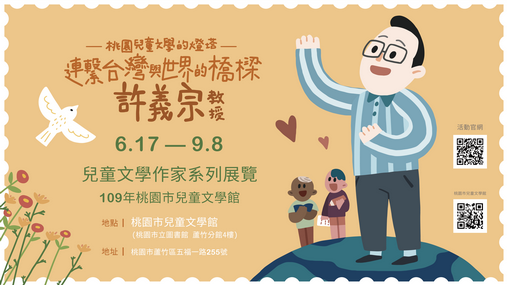 — 桃園兒童文學的燈塔 —
連繫台灣與世界的橋樑
許義宗教授
6.17 — 9.8
兒童文學作家系列展覽
109年桃園市兒童文學館
地點｜桃園市兒童文學館
(桃園市立圖書館 蘆竹分館4樓)
地址｜桃園市蘆竹區五福一路255號
活動官網
桃園市兒童文學館